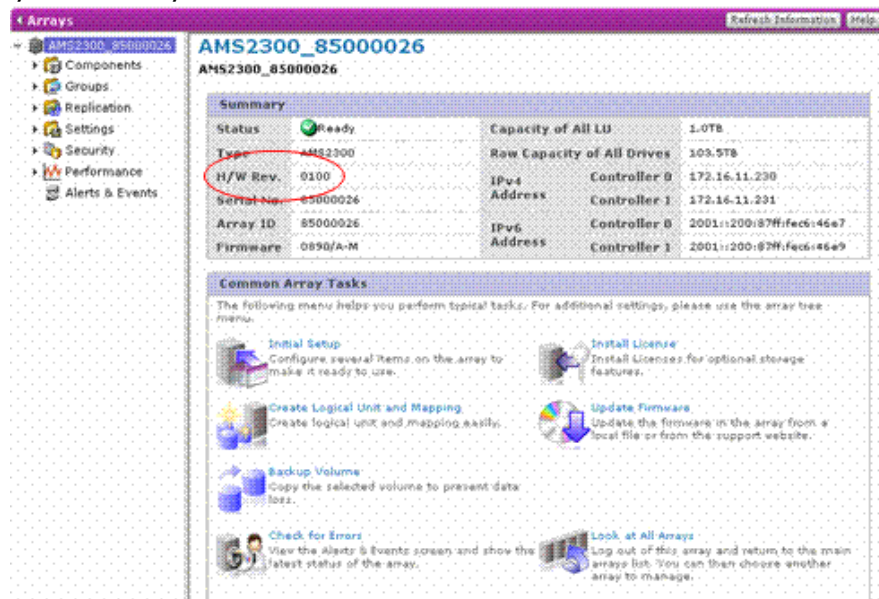 Arrays
Refresh Information Help
AMS2300_85000026
Components
Groups
Replication
Settings
Security
Performance
Alerts & Events
AMS2300_85000026
AMS2300_85000026
Summary
Status Ready Capacity of All LU 1.0TB
Type AMS2300 Raw Capacity of All Drives 103.5TB
H/W Rev. 0100 IPv4 Address Controller 0 172.16.11.230
Serial No. 85000026 Controller 1 172.16.11.231
Array ID 85000026 IPv6 Address Controller 0 2001::200:87ff:fec6:46e7
Firmware 0890/A-M Controller 1 2001::200:87ff:fec6:46e9
Common Array Tasks
The following menu helps you perform typical tasks. For additional settings, please use the array tree
menu.
Initial Setup
Configure several items on the array to
make it ready to use.
Install License
Install Licenses for optional storage
features.
Create Logical Unit and Mapping
Create logical unit and mapping easily.
Update Firmware
Update the firmware in the array from a
local file or from the support website.
Backup Volume
Copy the selected volume to prevent data
loss.
Check for Errors
View the Alerts & Events screen and show the
latest status of the array.
Look at All Arrays
Log out of this array and return to the main
arrays list. You can then choose another
array to manage.